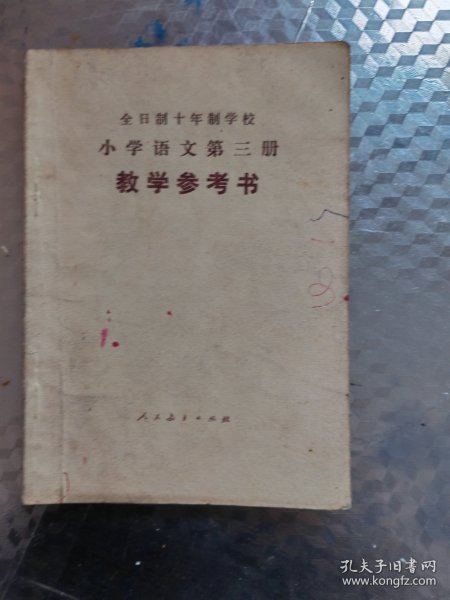 全日制十年制学校
小学语文第三册
教学参考书
人民教育出版社
孔夫子旧书网
www.kongfz.com